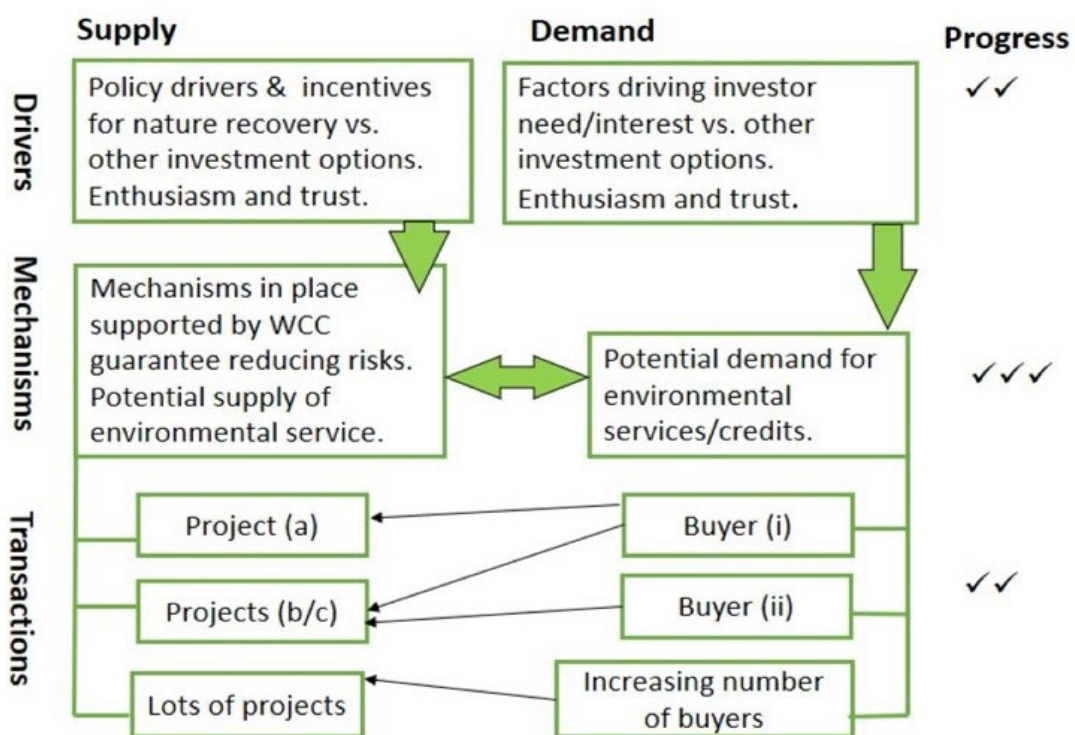 Supply
Demand
Progress
Drivers
Policy drivers & incentives
for nature recovery vs.
other investment options.
Enthusiasm and trust.
Factors driving investor
need/interest vs. other
investment options.
Enthusiasm and trust.
✓✓
Mechanisms
Mechanisms in place
supported by WCC
guarantee reducing risks.
Potential supply of
environmental service.
Potential demand for
environmental
services/credits.
✓✓✓
Transactions
Project (a)
Buyer (i)
Projects (b/c)
Buyer (ii)
✓✓
Lots of projects
Increasing number
of buyers